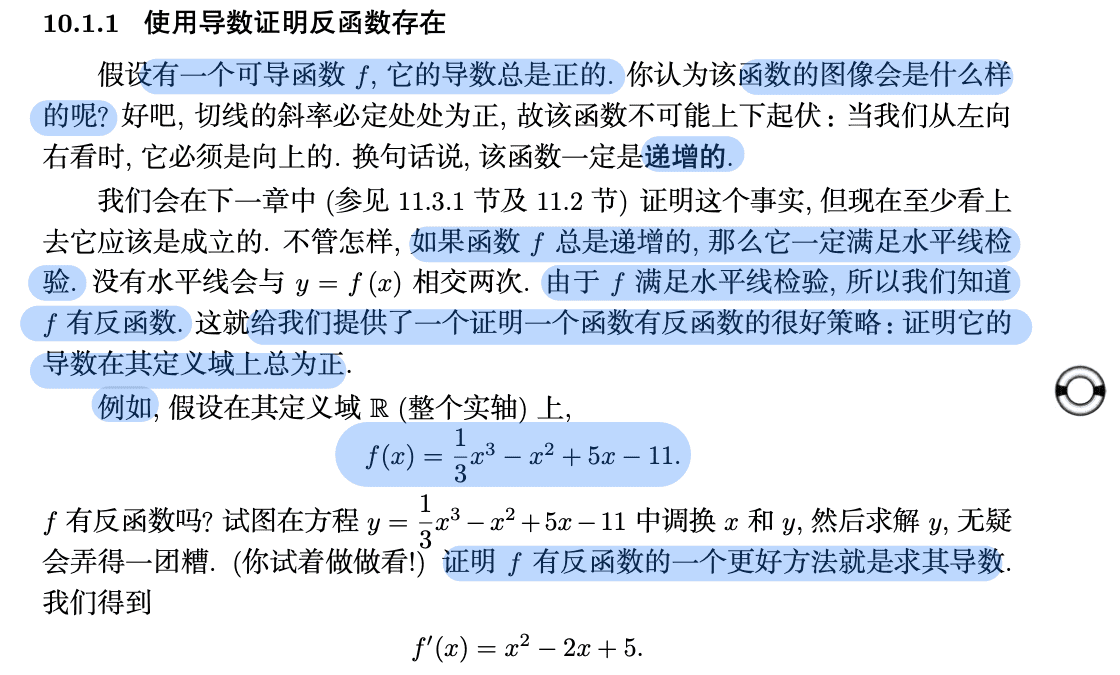 10.1.1 使用导数证明反函数存在
假设有一个可导函数 f, 它的导数总是正的. 你认为该函数的图像会是什么样
的呢? 好吧, 切线的斜率必定处处为正, 故该函数不可能上下起伏: 当我们从左向
右看时, 它必须是向上的. 换句话说, 该函数一定是递增的.
我们会在下一章中 (参见 11.3.1 节及 11.2 节) 证明这个事实, 但现在至少看上
去它应该是成立的. 不管怎样, 如果函数 f 总是递增的, 那么它一定满足水平线检
验. 没有水平线会与 y = f (x) 相交两次. 由于 f 满足水平线检验, 所以我们知道
f 有反函数. 这就给我们提供了一个证明一个函数有反函数的很好策略: 证明它的
导数在其定义域上总为正.
例如, 假设在其定义域 ℝ (整个实轴) 上,
f(x) = 1/3 x³ − x² + 5x − 11.
f 有反函数吗? 试图在方程 y = 1/3 x³ − x² + 5x − 11 中调换 x 和 y, 然后求解 y, 无疑
会弄得一团糟. (你试着做做看!) 证明 f 有反函数的一个更好方法就是求其导数.
我们得到
f′(x) = x² − 2x + 5.